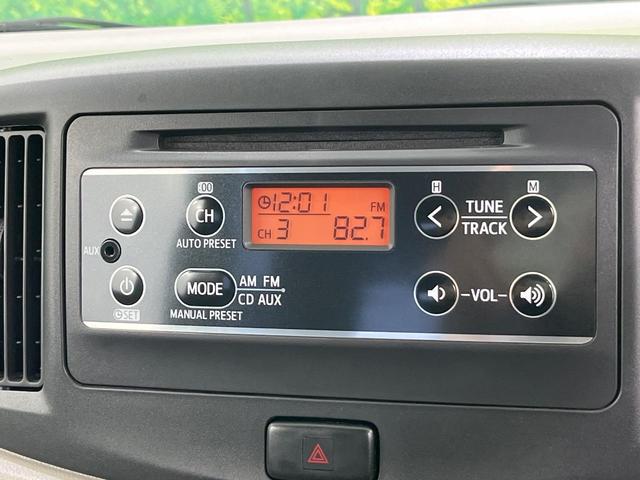 :00
H
M
CH
AUTO PRESET
12:01
FM
CH 3
82.7
TUNE
TRACK
AUX
MODE
AM FM
CD AUX
MANUAL PRESET
SET
-VOL-